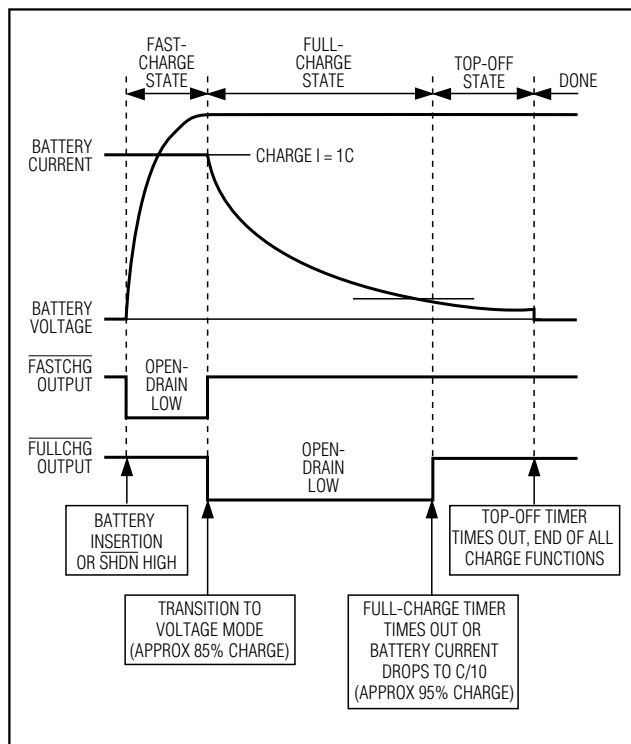 FAST-
CHARGE
STATE
FULL-
CHARGE
STATE
TOP-OFF
STATE
DONE
BATTERY
CURRENT
CHARGE I = 1C
BATTERY
VOLTAGE
FASTCHG
OUTPUT
OPEN-
DRAIN
LOW
FULLCHG
OUTPUT
OPEN-
DRAIN
LOW
BATTERY
INSERTION
OR SHDN HIGH
TOP-OFF TIMER
TIMES OUT, END OF ALL
CHARGE FUNCTIONS
TRANSITION TO
VOLTAGE MODE
(APPROX 85% CHARGE)
FULL-CHARGE TIMER
TIMES OUT OR
BATTERY CURRENT
DROPS TO C/10
(APPROX 95% CHARGE)